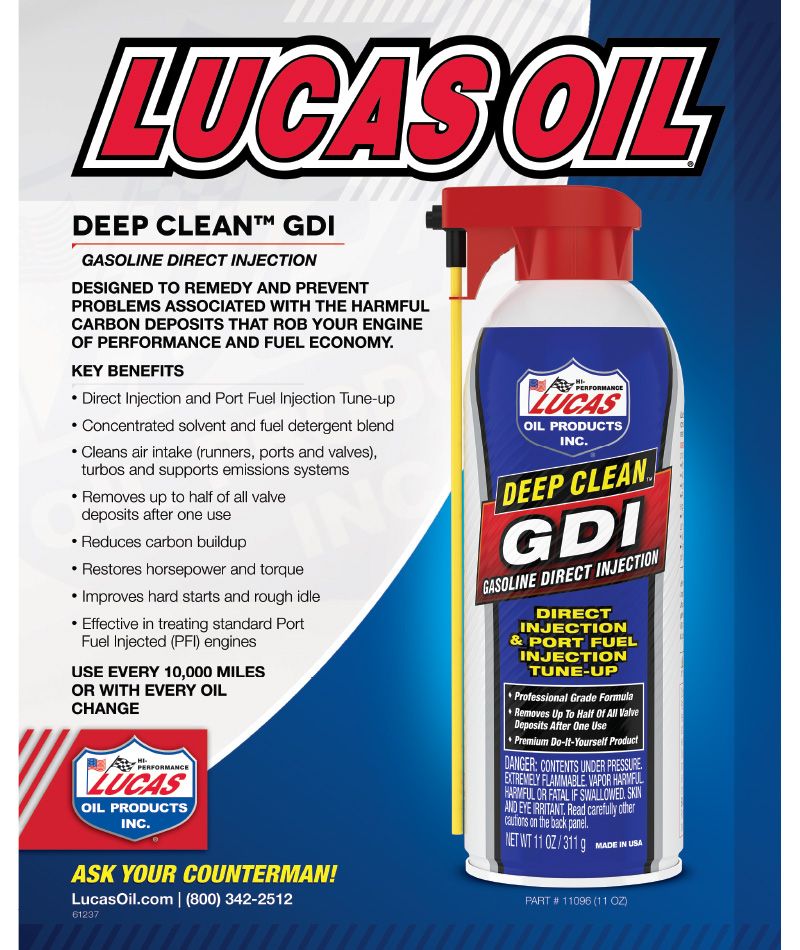 LUCAS OIL
DEEP CLEAN™ GDI
GASOLINE DIRECT INJECTION
DESIGNED TO REMEDY AND PREVENT
PROBLEMS ASSOCIATED WITH THE HARMFUL
CARBON DEPOSITS THAT ROB YOUR ENGINE
OF PERFORMANCE AND FUEL ECONOMY.
KEY BENEFITS
• Direct Injection and Port Fuel Injection Tune-up
• Concentrated solvent and fuel detergent blend
• Cleans air intake (runners, ports and valves),
turbos and supports emissions systems
• Removes up to half of all valve
deposits after one use
• Reduces carbon buildup
• Restores horsepower and torque
• Improves hard starts and rough idle
• Effective in treating standard Port
Fuel Injected (PFI) engines
USE EVERY 10,000 MILES
OR WITH EVERY OIL
CHANGE
HI-
PERFORMANCE
LUCAS
OIL PRODUCTS
INC.
®
ASK YOUR COUNTERMAN!
LucasOil.com | (800) 342-2512
61237
HI-
PERFORMANCE
LUCAS
OIL PRODUCTS
INC.
®
DEEP CLEAN™
GDI
GASOLINE DIRECT INJECTION
DIRECT
INJECTION
& PORT FUEL
INJECTION
TUNE-UP
• Professional Grade Formula
• Removes Up To Half Of All Valve
Deposits After One Use
• Premium Do-It-Yourself Product
DANGER: CONTENTS UNDER PRESSURE.
EXTREMELY FLAMMABLE. VAPOR HARMFUL.
HARMFUL OR FATAL IF SWALLOWED. SKIN
AND EYE IRRITANT. Read carefully other
cautions on the back panel.
NET WT 11 OZ / 311 g MADE IN USA
PART # 11096 (11 OZ)